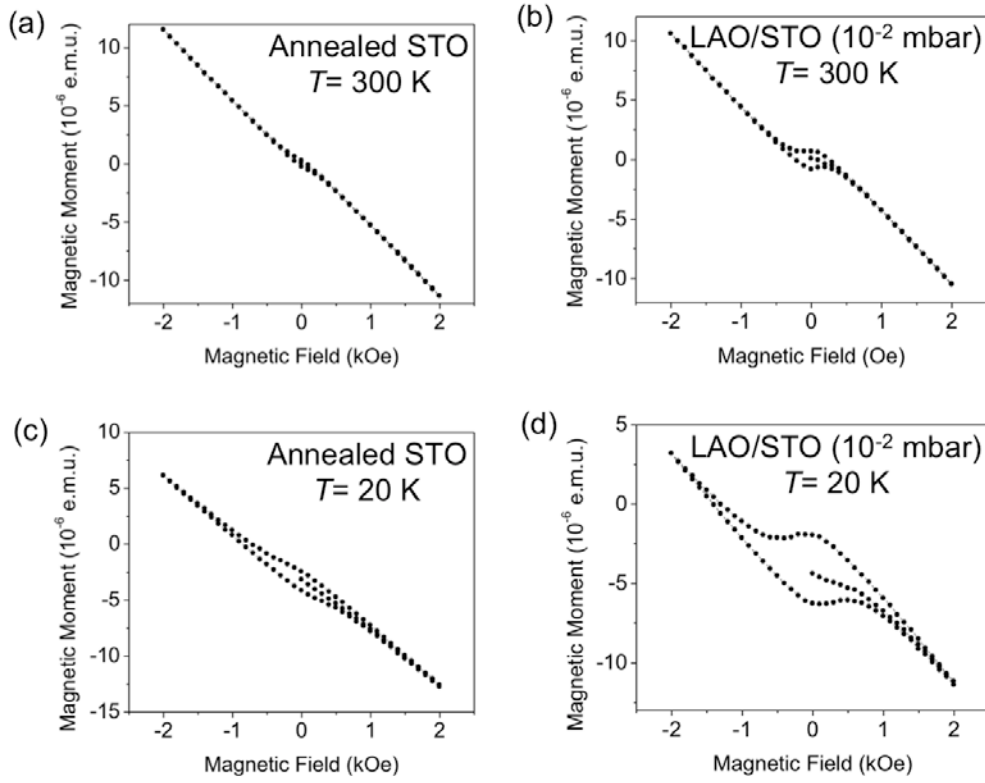 (a)
Annealed STO
T= 300 K
10
5
0
-5
-10
-2 -1 0 1 2
Magnetic Moment (10-6 e.m.u.)
Magnetic Field (kOe)
(b)
LAO/STO (10-2 mbar)
T= 300 K
10
5
0
-5
-10
-2 -1 0 1 2
Magnetic Moment (10-6 e.m.u.)
Magnetic Field (Oe)
(c)
Annealed STO
T= 20 K
10
5
0
-5
-10
-15
-2 -1 0 1 2
Magnetic Moment (10-6 e.m.u.)
Magnetic Field (kOe)
(d)
LAO/STO (10-2 mbar)
T= 20 K
5
0
-5
-10
-2 -1 0 1 2
Magnetic Moment (10-6 e.m.u.)
Magnetic Field (kOe)